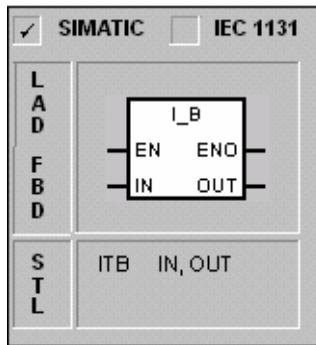 ✓ SIMATIC IEC 1131
LAD
FBD
I_B
EN ENO
IN OUT
STL
ITB IN, OUT